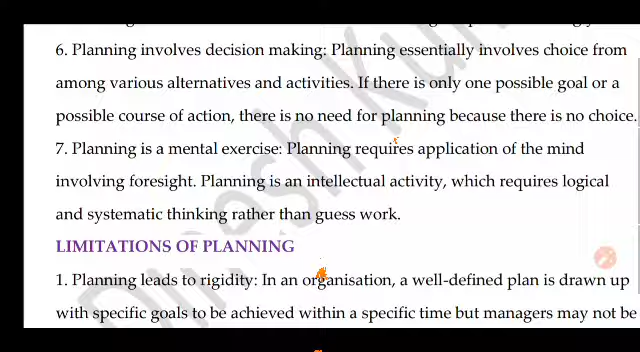 6. Planning involves decision making: Planning essentially involves choice from
among various alternatives and activities. If there is only one possible goal or a
possible course of action, there is no need for planning because there is no choice.
7. Planning is a mental exercise: Planning requires application of the mind
involving foresight. Planning is an intellectual activity, which requires logical
and systematic thinking rather than guess work.
LIMITATIONS OF PLANNING
1. Planning leads to rigidity: In an organisation, a well-defined plan is drawn up
with specific goals to be achieved within a specific time but managers may not be